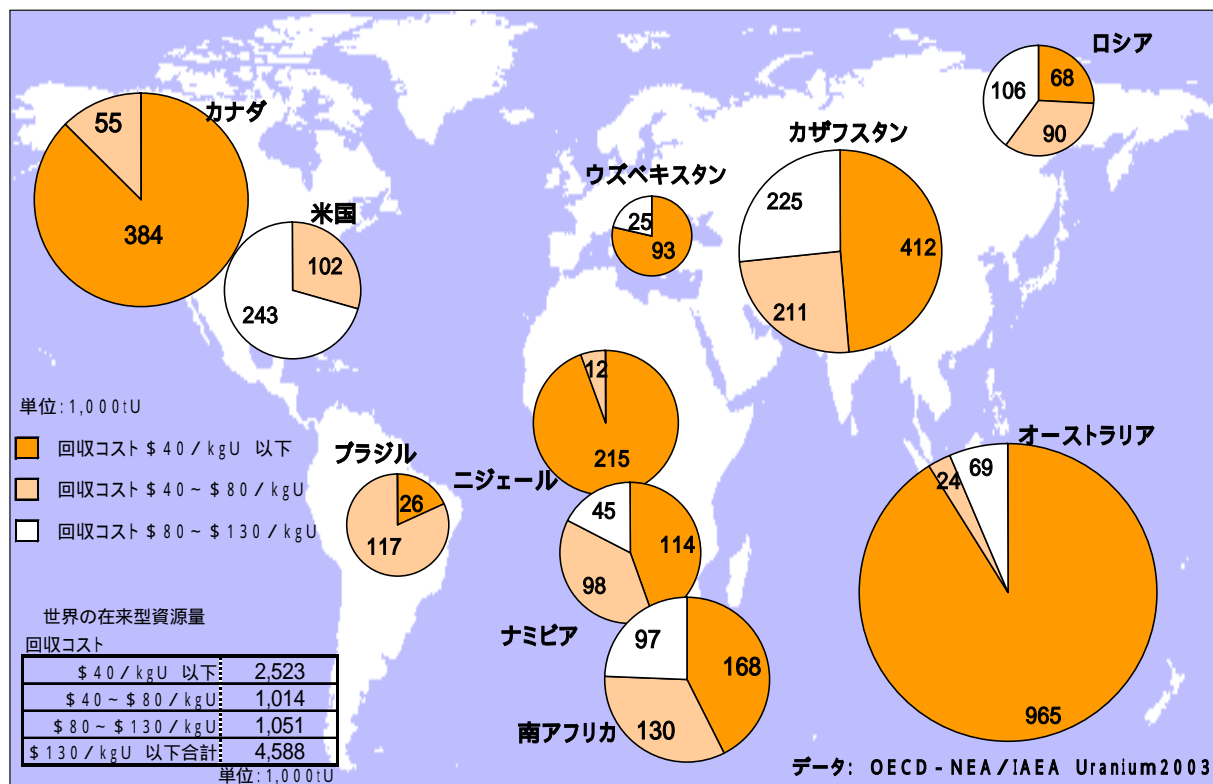 ロシア
106
68
90
カナダ
55
384
カザフスタン
225
412
211
ウズベキスタン
25
93
米国
102
243
12
215
ニジェール
オーストラリア
24
69
965
ブラジル
26
117
45
114
98
ナミビア
97
168
130
南アフリカ
単位:1,000tU
回収コスト$40/kgU 以下
回収コスト$40~$80/kgU
回収コスト$80~$130/kgU
世界の在来型資源量
回収コスト
$40/kgU 以下 2,523
$40~$80/kgU 1,014
$80~$130/kgU 1,051
$130/kgU 以下合計 4,588
単位:1,000tU
データ: OECD-NEA/IAEA Uranium2003